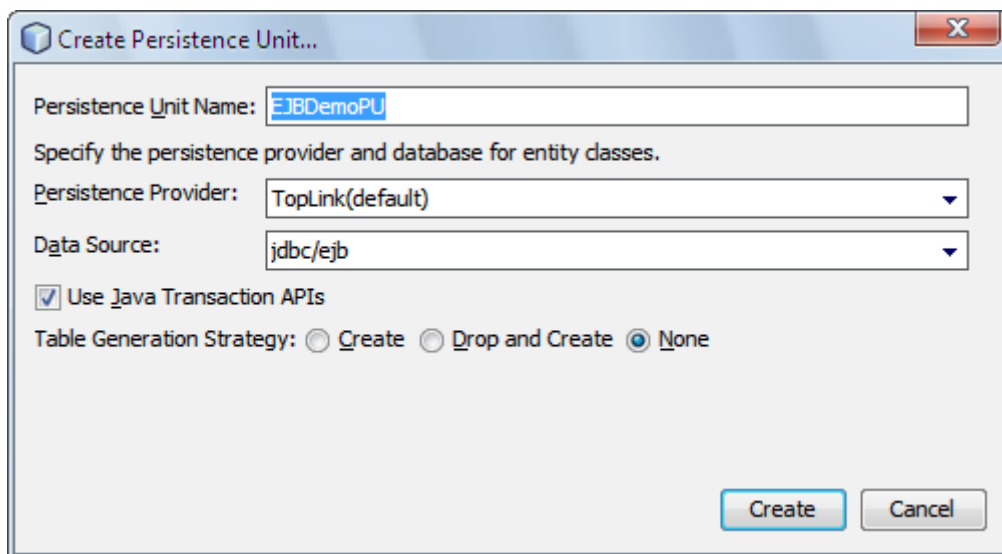 Create Persistence Unit...
Persistence Unit Name: EJBDemoPU
Specify the persistence provider and database for entity classes.
Persistence Provider: TopLink(default)
Data Source: jdbc/ejb
Use Java Transaction APIs
Table Generation Strategy: Create Drop and Create None
Create Cancel